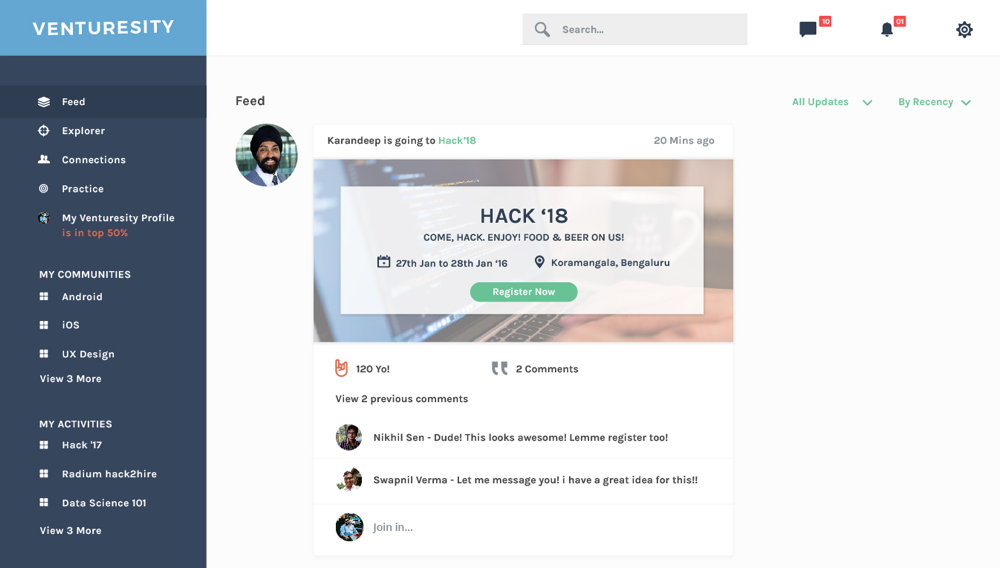 VENTURESITY
Search...
10
01
Feed
Explorer
Connections
Practice
My Venturesity Profile
is in top 50%
MY COMMUNITIES
Android
iOS
UX Design
View 3 More
MY ACTIVITIES
Hack '17
Radium hack2hire
Data Science 101
View 3 More
Feed
All Updates
By Recency
Karandeep is going to Hack'18
20 Mins ago
HACK ‘18
COME, HACK. ENJOY! FOOD & BEER ON US!
27th Jan to 28th Jan ‘16
Koramangala, Bengaluru
Register Now
120 Yo!
2 Comments
View 2 previous comments
Nikhil Sen - Dude! This looks awesome! Lemme register too!
Swapnil Verma - Let me message you! i have a great idea for this!!
Join in...